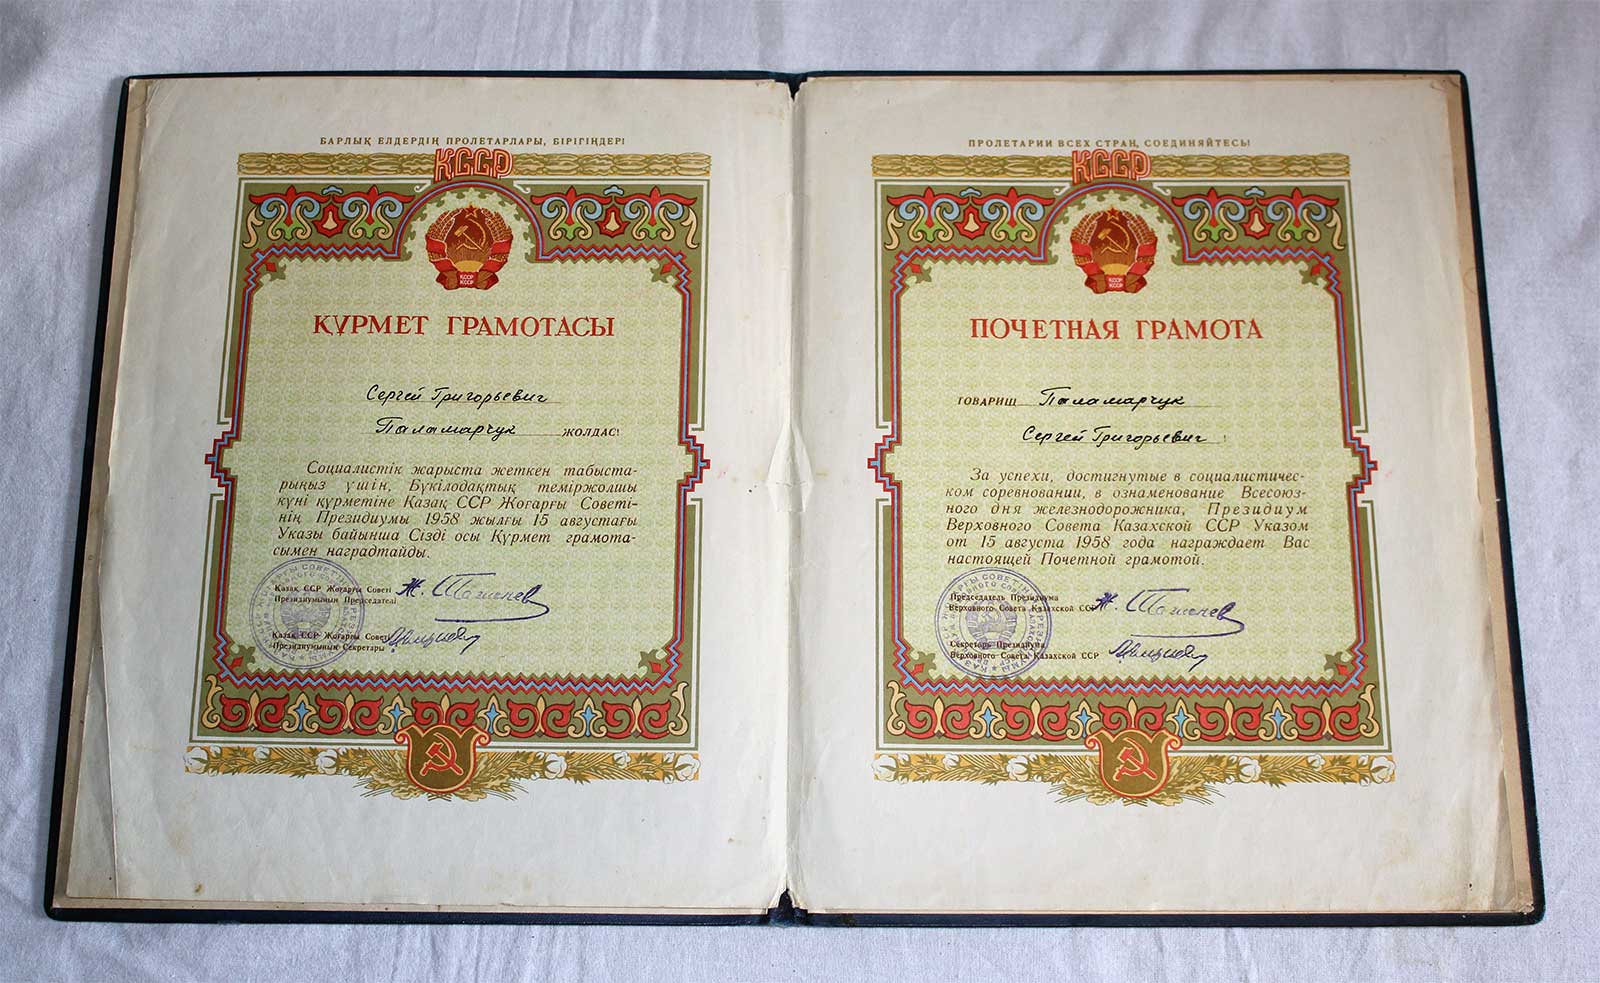 БАРЛЫҚ ЕЛДЕРДІҢ ПРОЛЕТАРЛАРЫ, БІРІГІҢДЕР!
ҚССР
ҚССР
КССР
ҚҰРМЕТ ГРАМОТАСЫ
Сергей Григорьевич
Паламарчук ЖОЛДАС!
Социалистік жарыста жеткен табыста-
рыңыз үшін, Бүкілодақтық теміржолшы
күні құрметіне Қазақ ССР Жоғарғы Советі-
нің Президиумы 1958 жылғы 15 августағы
Указы бойынша Сізді осы Құрмет грамота-
сымен наградтайды.
Қазақ ССР Жоғарғы Советі
Президиумының Председателі
Қазақ ССР Жоғарғы Советі
Президиумының Секретары
ПРОЛЕТАРИИ ВСЕХ СТРАН, СОЕДИНЯЙТЕСЬ!
ҚССР
ҚССР
КССР
ПОЧЕТНАЯ ГРАМОТА
ТОВАРИЩ Паламарчук
Сергей Григорьевич !
За успехи, достигнутые в социалистичес-
ком соревновании, в ознаменование Всесоюз-
ного дня железнодорожника, Президиум
Верховного Совета Казахской ССР Указом
от 15 августа 1958 года награждает Вас
настоящей Почетной грамотой.
Председатель Президиума
Верховного Совета Казахской ССР
Секретарь Президиума
Верховного Совета Казахской ССР